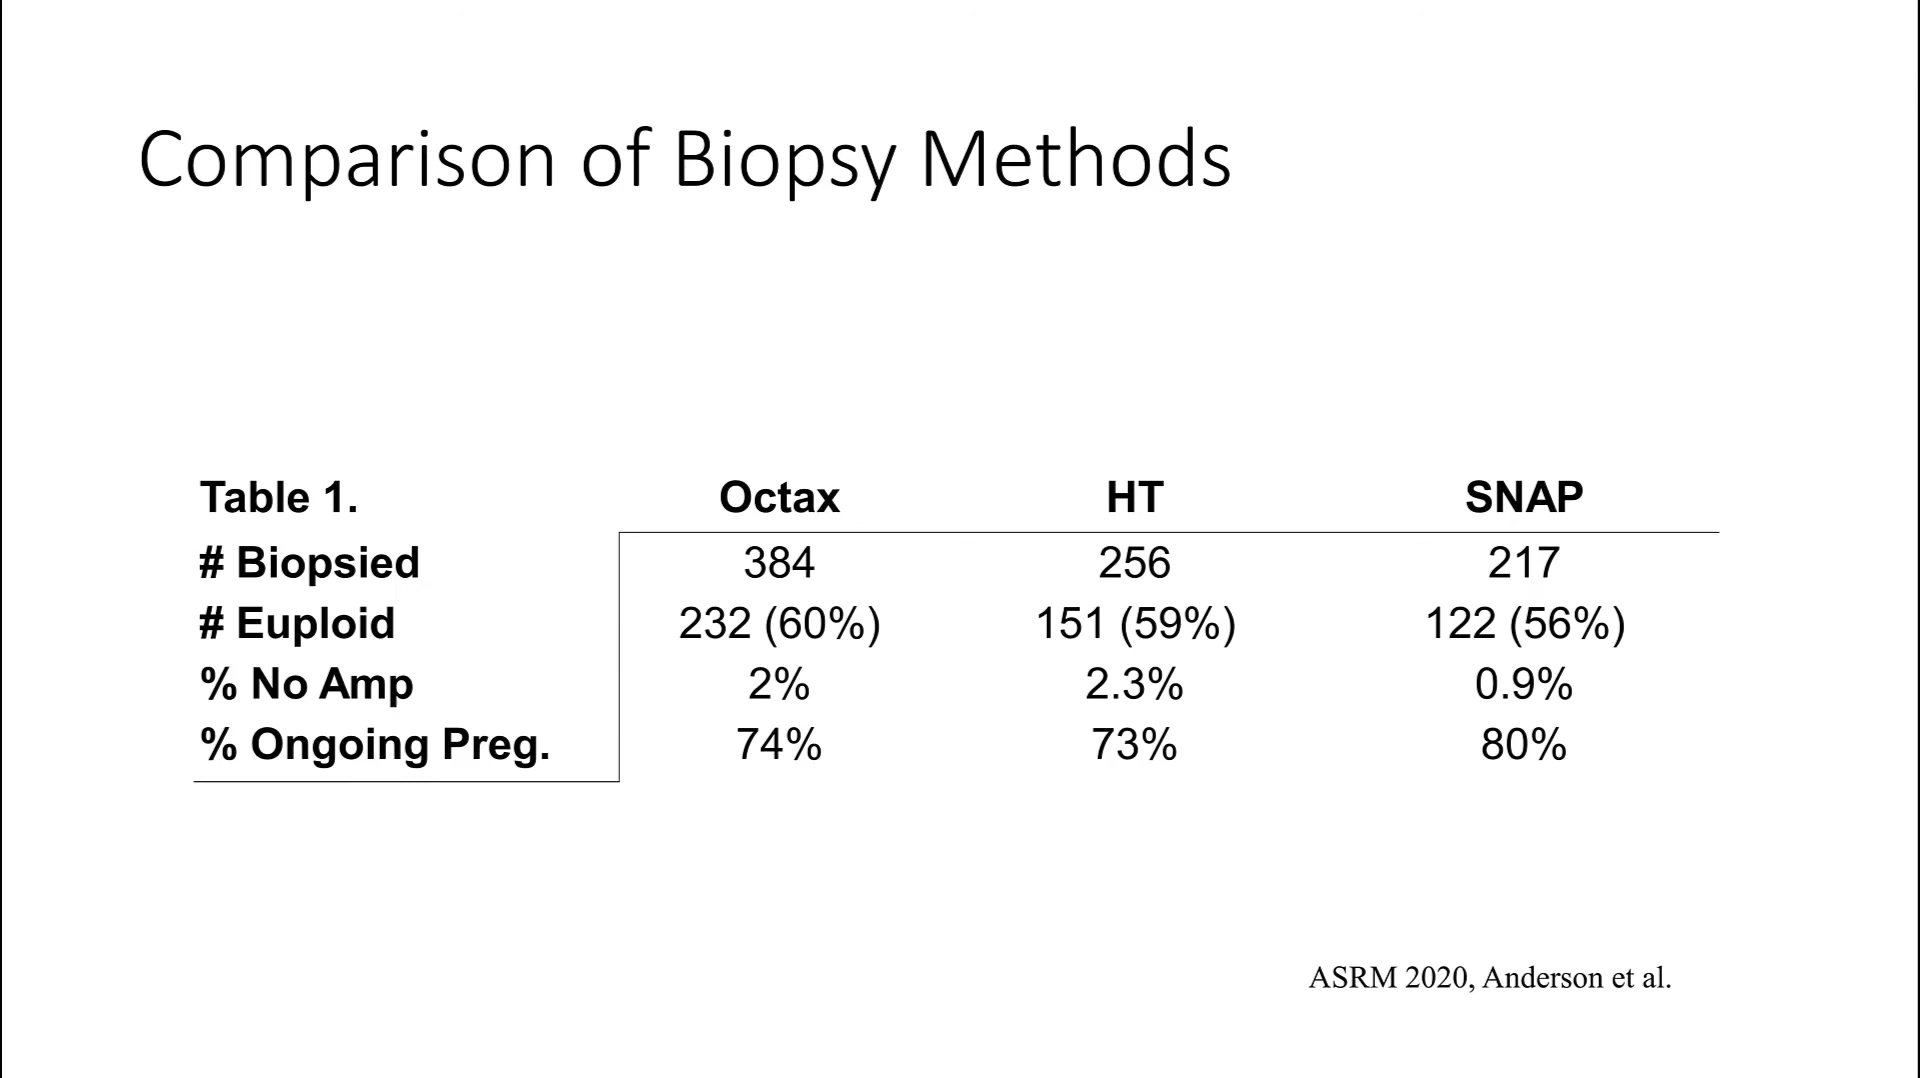 Comparison of Biopsy Methods
Table 1. Octax HT SNAP
# Biopsied 384 256 217
# Euploid 232 (60%) 151 (59%) 122 (56%)
% No Amp 2% 2.3% 0.9%
% Ongoing Preg. 74% 73% 80%
ASRM 2020, Anderson et al.